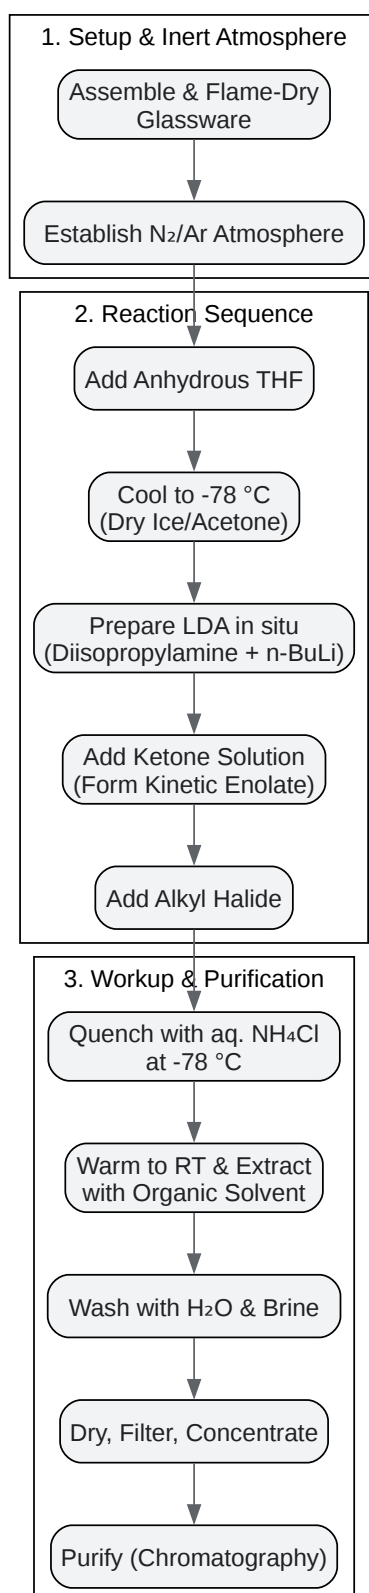 1. Setup & Inert Atmosphere
Assemble & Flame-Dry
Glassware
Establish N₂/Ar Atmosphere
2. Reaction Sequence
Add Anhydrous THF
Cool to -78 °C
(Dry Ice/Acetone)
Prepare LDA in situ
(Diisopropylamine + n-BuLi)
Add Ketone Solution
(Form Kinetic Enolate)
Add Alkyl Halide
3. Workup & Purification
Quench with aq. NH₄Cl
at -78 °C
Warm to RT & Extract
with Organic Solvent
Wash with H₂O & Brine
Dry, Filter, Concentrate
Purify (Chromatography)